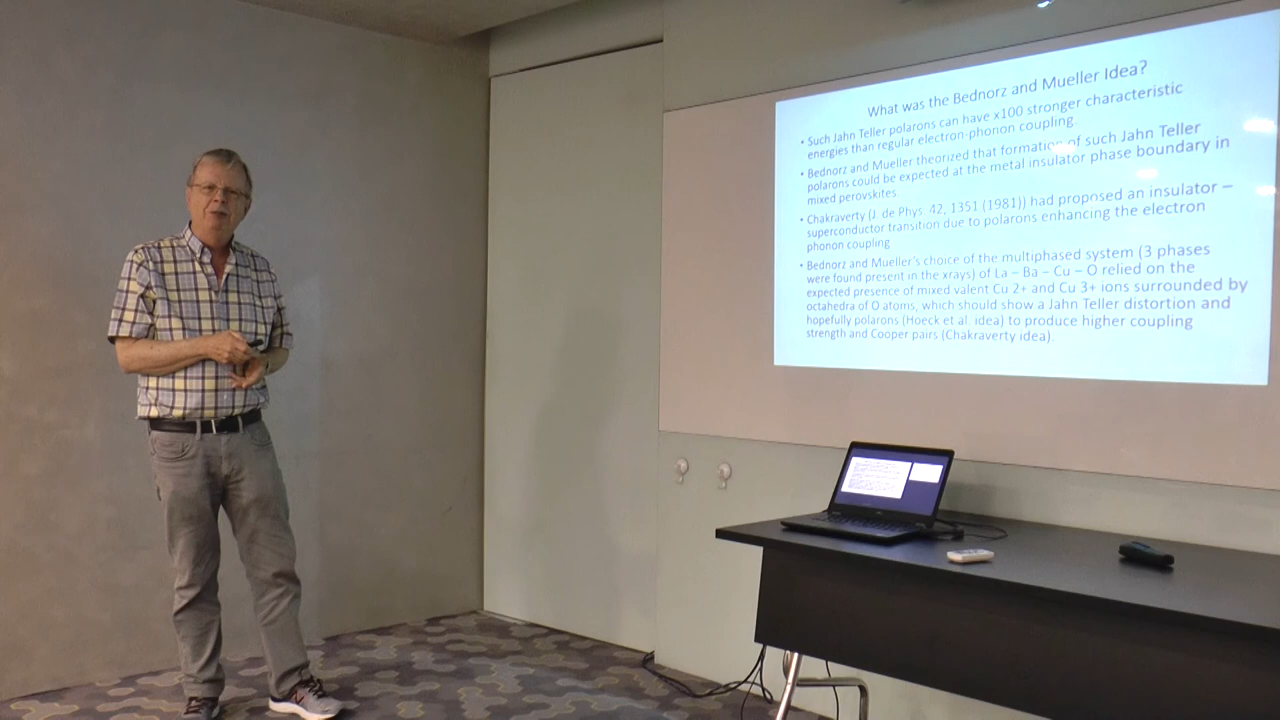 What was the Bednorz and Mueller Idea?
• Such Jahn Teller polarons can have x100 stronger characteristic
energies than regular electron-phonon coupling.
• Bednorz and Mueller theorized that formation of such Jahn Teller
polarons could be expected at the metal insulator phase boundary in
mixed perovskites.
• Chakraverty (J. de Phys. 42, 1351 (1981)) had proposed an insulator –
superconductor transition due to polarons enhancing the electron
phonon coupling
• Bednorz and Mueller's choice of the multiphased system (3 phases
were found present in the xrays) of La – Ba – Cu – O relied on the
expected presence of mixed valent Cu 2+ and Cu 3+ ions surrounded by
octahedra of O atoms, which should show a Jahn Teller distortion and
hopefully polarons (Hoeck et al. idea) to produce higher coupling
strength and Cooper pairs (Chakraverty idea).